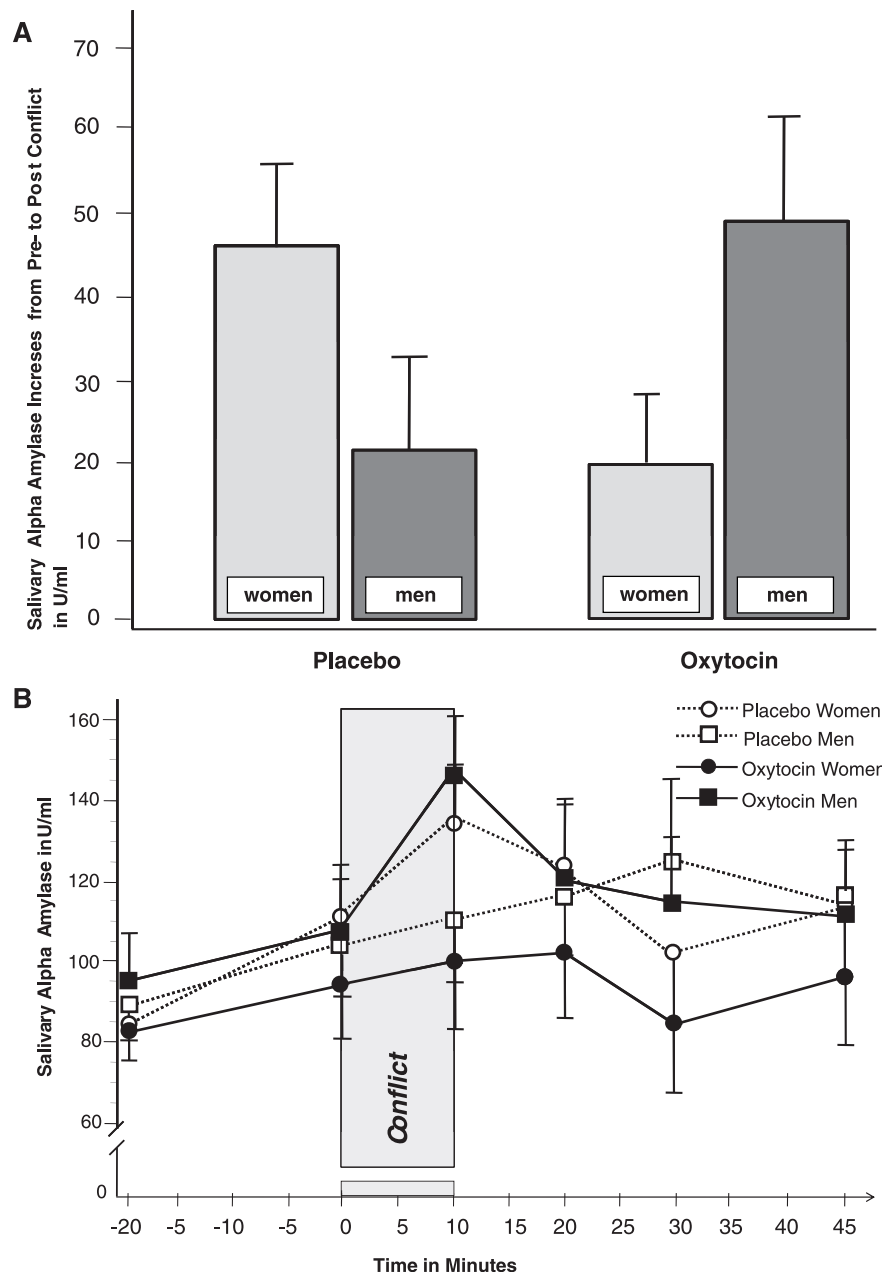 A
Salivary Alpha Amylase Increses from Pre- to Post Conflict
in U/ml
70
60
50
40
30
20
10
0
women
men
women
men
Placebo
Oxytocin
B
Salivary Alpha Amylase inU/ml
160
140
120
100
80
60
0
Placebo Women
Placebo Men
Oxytocin Women
Oxytocin Men
Conflict
-20 -5 -10 -5 0 5 10 15 20 25 30 35 40 45
Time in Minutes